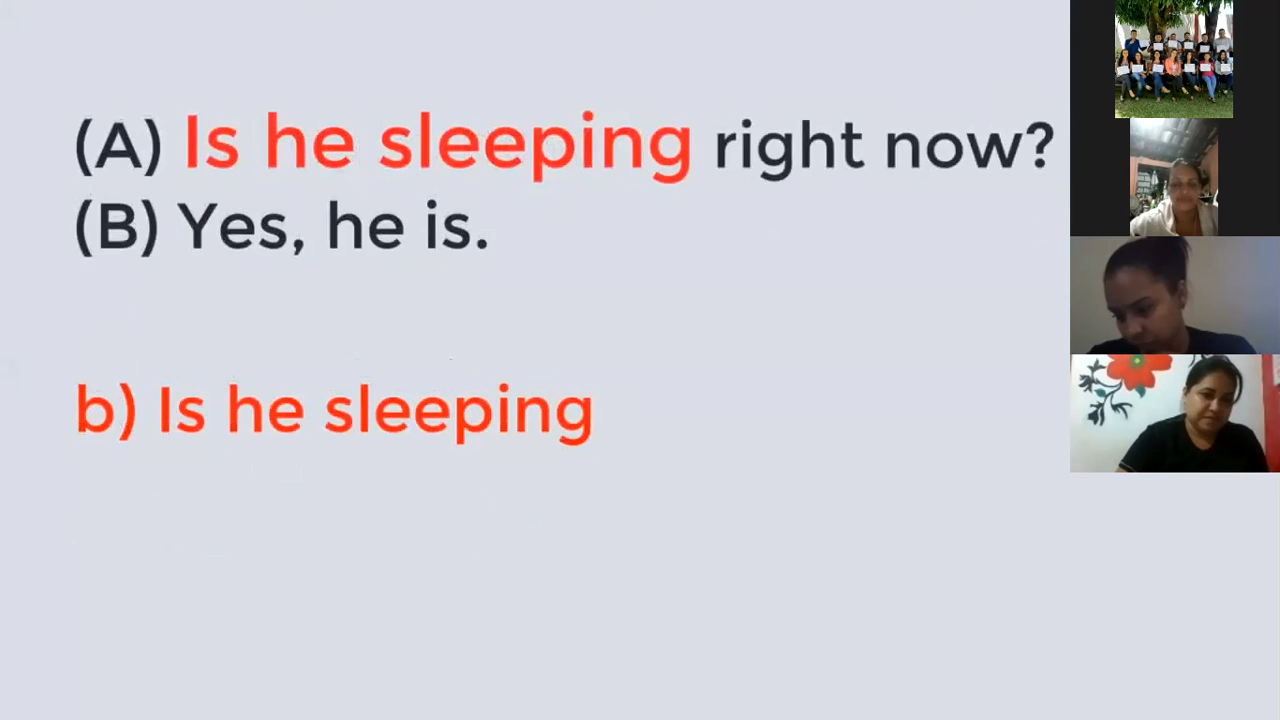 (A) Is he sleeping right now?
(B) Yes, he is.
b) Is he sleeping